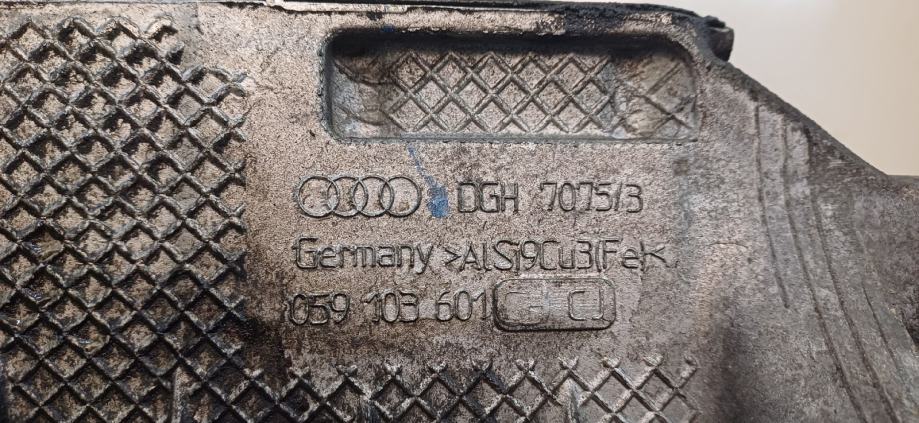 DGH 7075/3
Germany >AlSi9Cu3(Fe)<
059 103 601